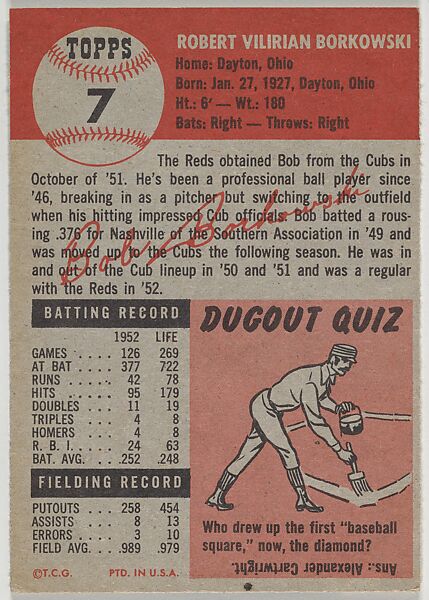 TOPPS
7
ROBERT VILIRIAN BORKOWSKI
Home: Dayton, Ohio
Born: Jan. 27, 1927, Dayton, Ohio
Ht.: 6' — Wt.: 180
Bats: Right — Throws: Right
The Reds obtained Bob from the Cubs in
October of '51. He's been a professional ball player since
'46, breaking in as a pitcher but switching to the outfield
when his hitting impressed Cub officials. Bob batted a rous-
ing .376 for Nashville of the Southern Association in '49 and
was moved up to the Cubs the following season. He was in
and out of the Cub lineup in '50 and '51 and was a regular
with the Reds in '52.
Bob Borkowski
BATTING RECORD
1952 LIFE
GAMES . . . . 126 269
AT BAT . . . . 377 722
RUNS . . . . . 42 78
HITS . . . . . 95 179
DOUBLES . . . 11 19
TRIPLES . . . . 4 8
HOMERS . . . . 4 8
R. B. I. . . . . 24 63
BAT. AVG. . . . .252 .248
FIELDING RECORD
PUTOUTS . . . . 258 454
ASSISTS . . . . 8 13
ERRORS . . . . 3 10
FIELD AVG. . . .989 .979
©T.C.G. PTD. IN U.S.A.
DUGOUT QUIZ
Who drew up the first "baseball
square," now, the diamond?
Ans.: Alexander Cartwright.